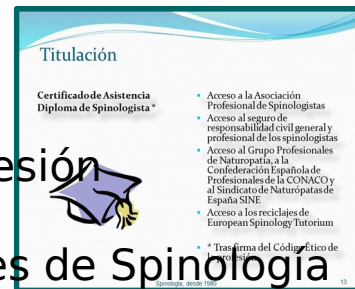 Titulación
Certificado de Asistencia
Diploma de Spinologista *
Acceso a la Asociación
Profesional de Spinologistas
Acceso al seguro de
responsabilidad civil general y
profesional de los spinologistas
Acceso al Grupo Profesionales
de Naturopatía, a la
Confederación Española de
Profesionales de la CONACO y
al Sindicato de Naturópatas de
España SINE
Acceso a los reciclajes de
European Spinology Tutorium
* Tras firma del Código Ético de
la profesión
esión
es de Spinología
Spinología, desde 1980
13